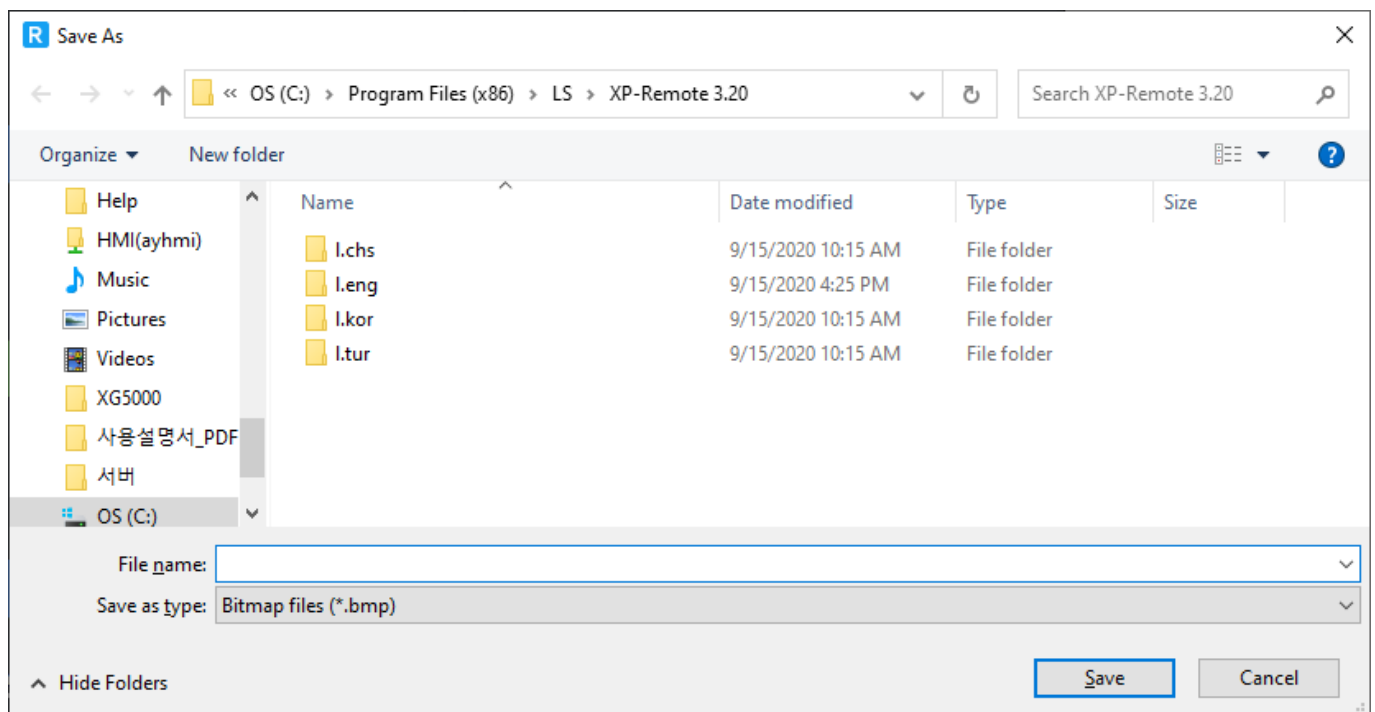 R Save As
« OS (C:) > Program Files (x86) > LS > XP-Remote 3.20
Search XP-Remote 3.20
Organize New folder
?
Help
HMI(ayhmi)
Music
Pictures
Videos
XG5000
사용설명서_PDF
서버
OS (C:)
Name Date modified Type Size
l.chs 9/15/2020 10:15 AM File folder
l.eng 9/15/2020 4:25 PM File folder
l.kor 9/15/2020 10:15 AM File folder
l.tur 9/15/2020 10:15 AM File folder
File name:
Save as type: Bitmap files (*.bmp)
Hide Folders
Save Cancel